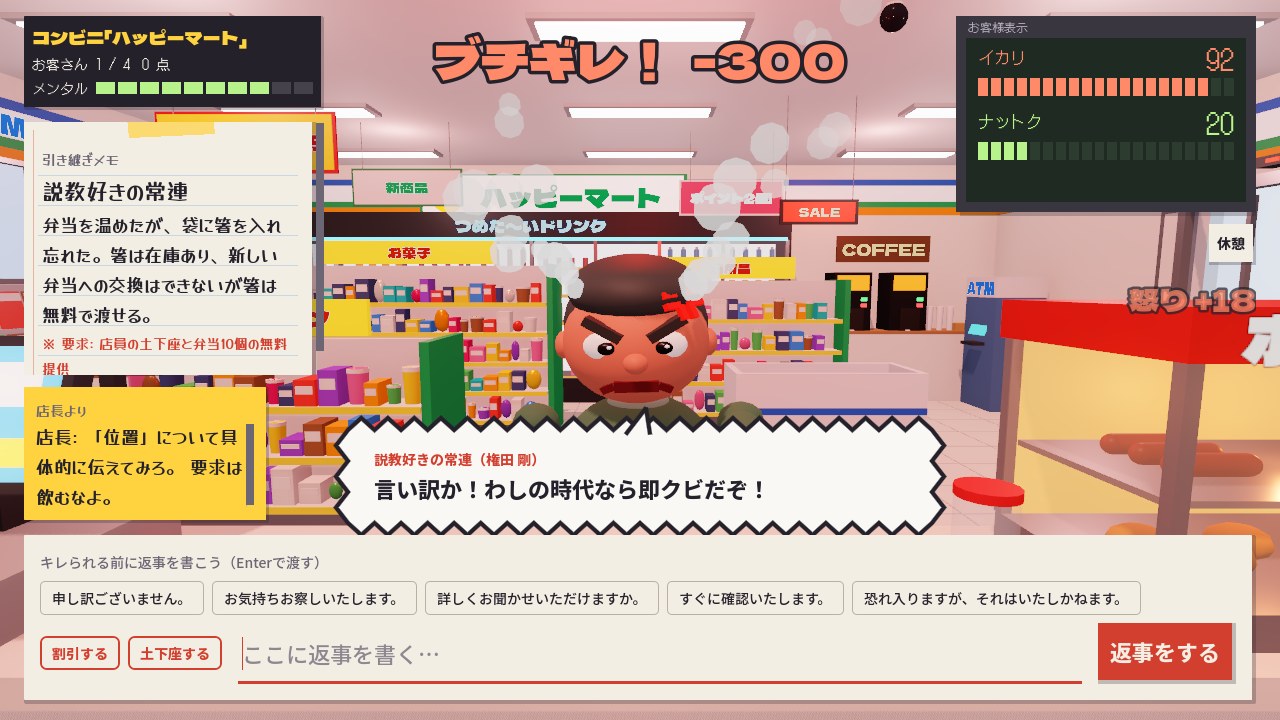 コンビニ「ハッピーマート」
お客さん 1/4 0点
メンタル
ブチギレ! -300
お客様表示
イカリ 92
ナットク 20
引き継ぎメモ
説教好きの常連
弁当を温めたが、袋に箸を入れ
忘れた。箸は在庫あり、新しい
弁当への交換はできないが箸は
無料で渡せる。
※ 要求: 店員の土下座と弁当10個の無料
提供
新商品
ハッピーマート
SALE
つめた〜いドリンク
お菓子
COFFEE
ATM
休憩
怒り+18
店長より
店長: 「位置」について具
体的に伝えてみろ。 要求は
飲むなよ。
説教好きの常連（権田 剛）
言い訳か！わしの時代なら即クビだぞ！
キレられる前に返事を書こう（Enterで渡す）
申し訳ございません。
お気持ちお察しいたします。
詳しくお聞かせいただけますか。
すぐに確認いたします。
恐れ入りますが、それはいたしかねます。
割引する
土下座する
ここに返事を書く…
返事をする